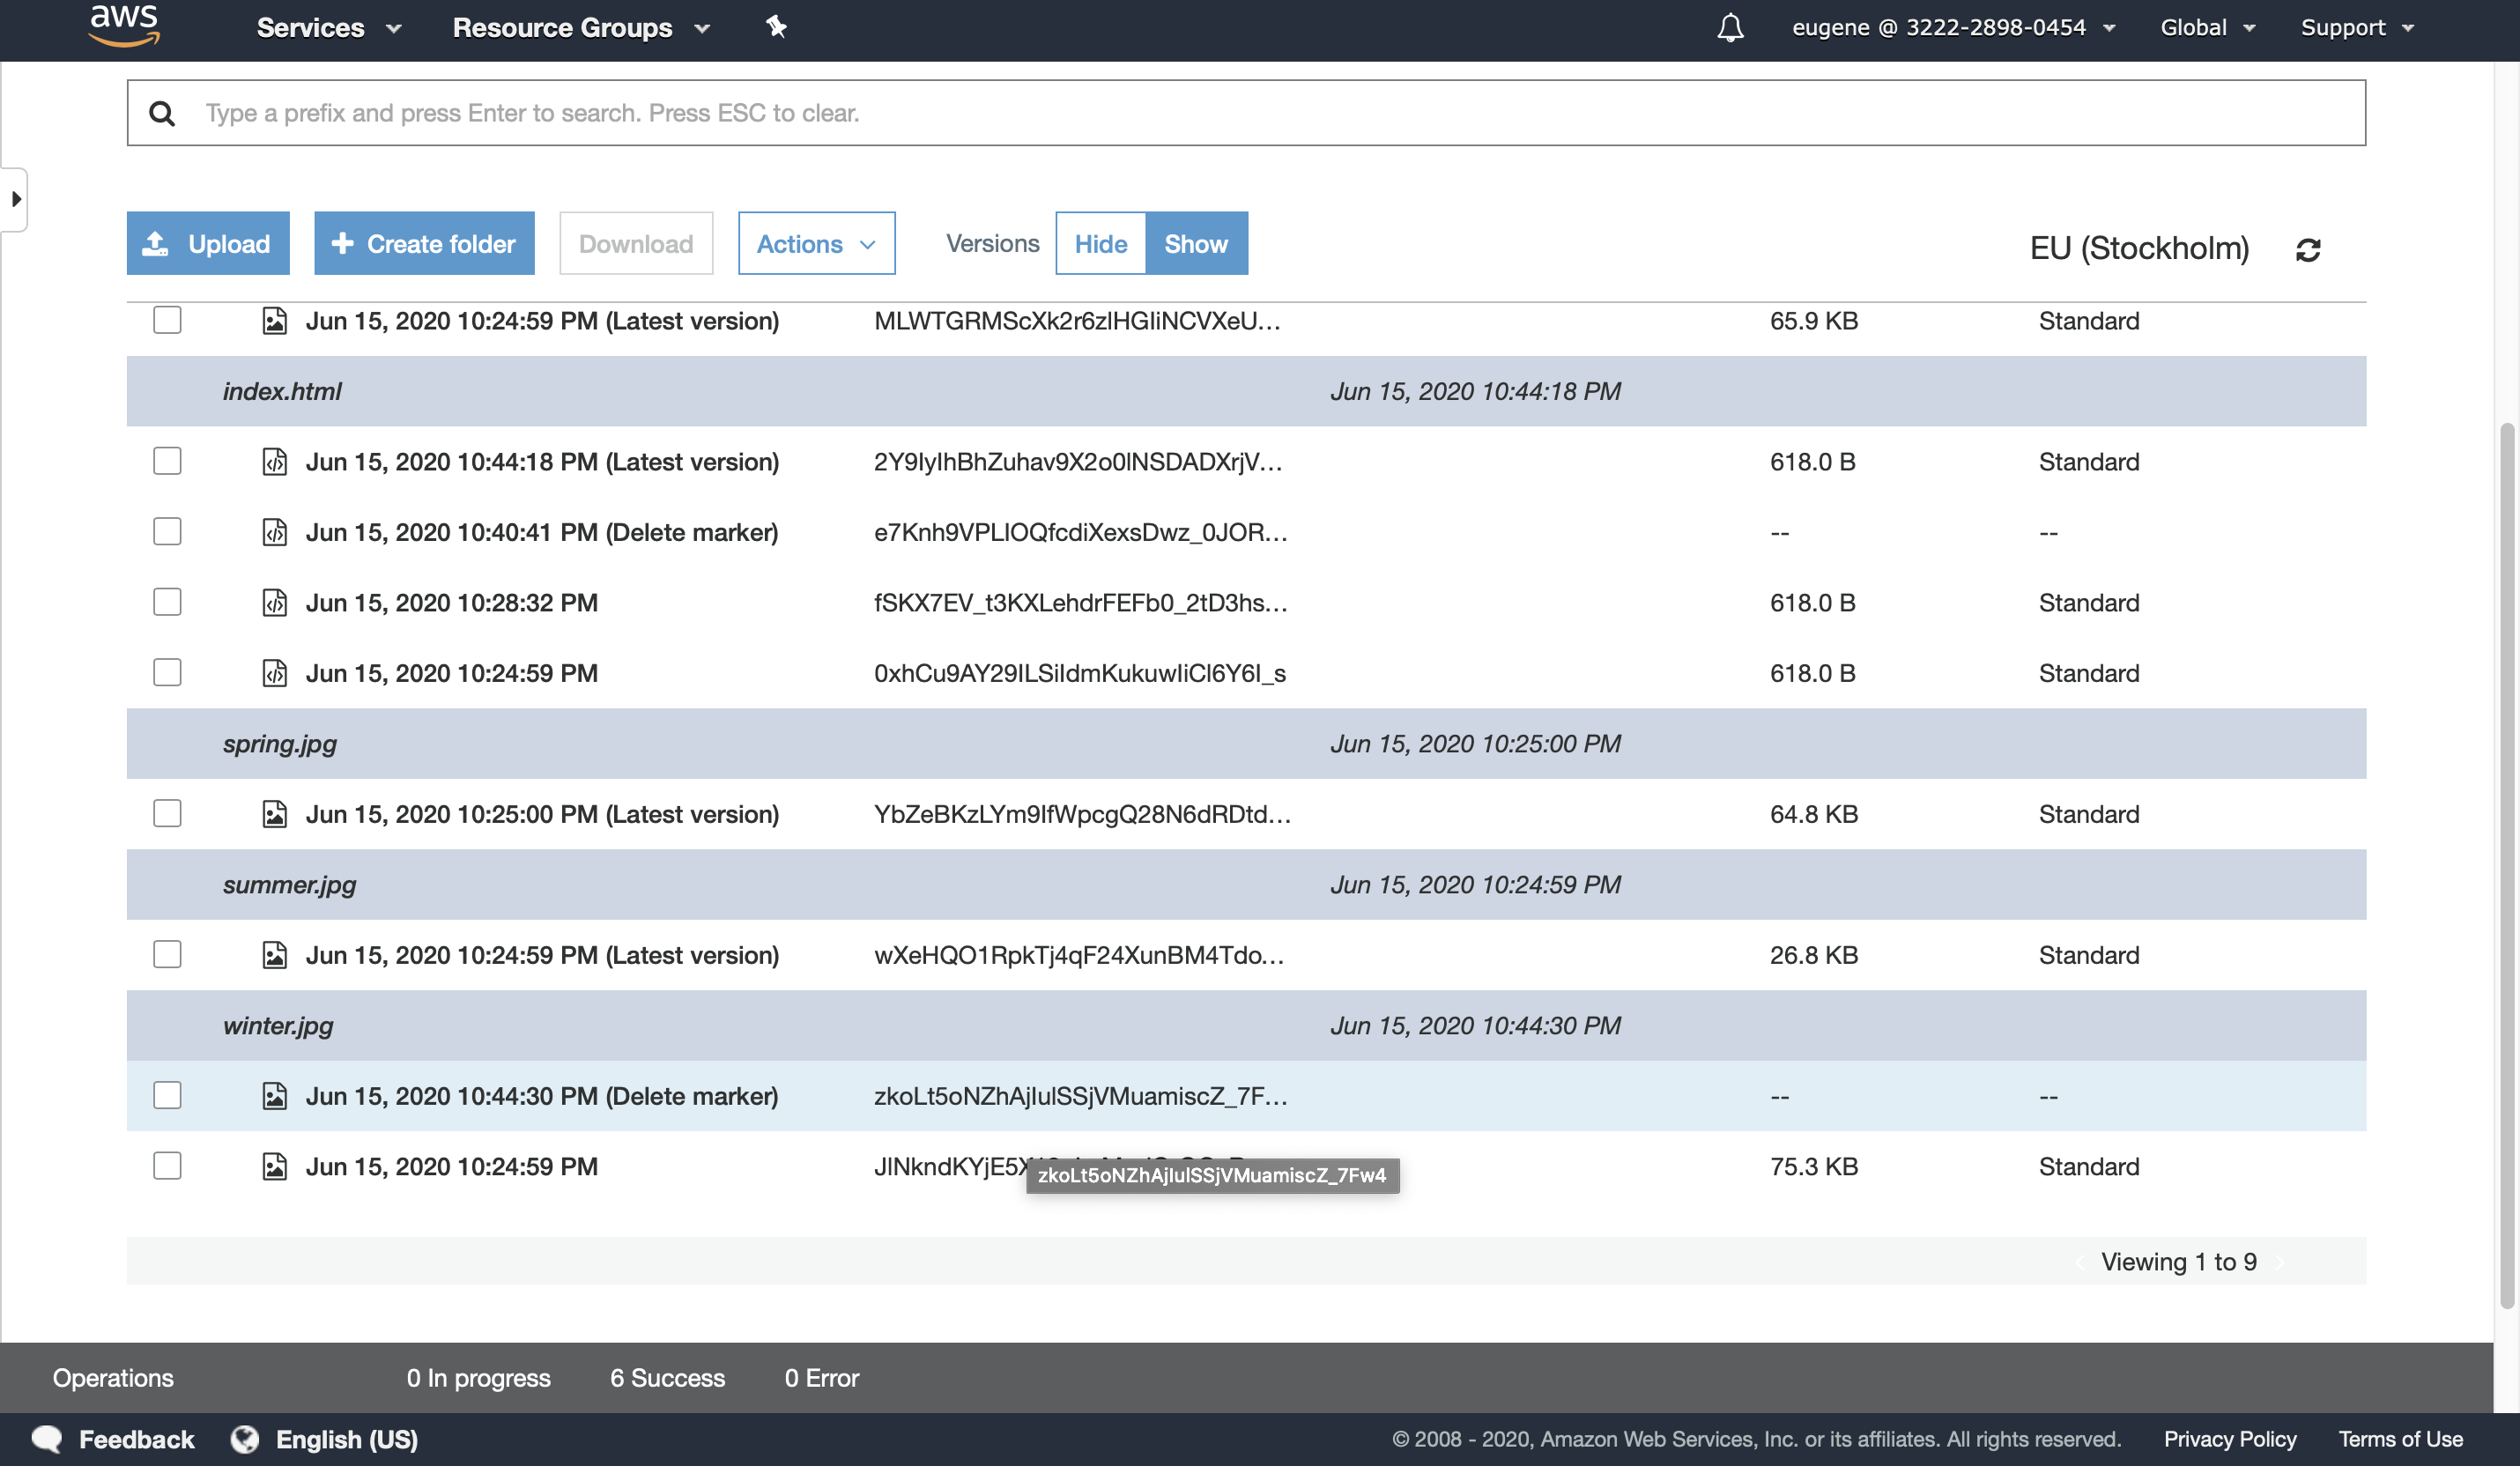 aws Services Resource Groups eugene @ 3222-2898-0454 Global Support
Type a prefix and press Enter to search. Press ESC to clear.
Upload Create folder Download Actions Versions Hide Show EU (Stockholm)
Jun 15, 2020 10:24:59 PM (Latest version) MLWTGRMScXk2r6zlHGliNCVXeU... 65.9 KB Standard
index.html Jun 15, 2020 10:44:18 PM
Jun 15, 2020 10:44:18 PM (Latest version) 2Y9lylhBhZuhav9X2o0lNSDADXrjV... 618.0 B Standard
Jun 15, 2020 10:40:41 PM (Delete marker) e7Knh9VPLlOQfcdiXexsDwz_0JOR... -- --
Jun 15, 2020 10:28:32 PM fSKX7EV_t3KXLehdrFEFb0_2tD3hs... 618.0 B Standard
Jun 15, 2020 10:24:59 PM 0xhCu9AY29ILSiIdmKukuwIiCl6Y6I_s 618.0 B Standard
spring.jpg Jun 15, 2020 10:25:00 PM
Jun 15, 2020 10:25:00 PM (Latest version) YbZeBKzLYm9IfWpcgQ28N6dRDtd... 64.8 KB Standard
summer.jpg Jun 15, 2020 10:24:59 PM
Jun 15, 2020 10:24:59 PM (Latest version) wXeHQO1RpkTj4qF24XunBM4Tdo... 26.8 KB Standard
winter.jpg Jun 15, 2020 10:44:30 PM
Jun 15, 2020 10:44:30 PM (Delete marker) zkoLt5oNZhAjIulSSjVMuamiscZ_7F... -- --
Jun 15, 2020 10:24:59 PM 75.3 KB Standard
zkoLt5oNZhAjIulSSjVMuamiscZ_7Fw4
Viewing 1 to 9
Operations 0 In progress 6 Success 0 Error
Feedback English (US) © 2008 - 2020, Amazon Web Services, Inc. or its affiliates. All rights reserved. Privacy Policy Terms of Use